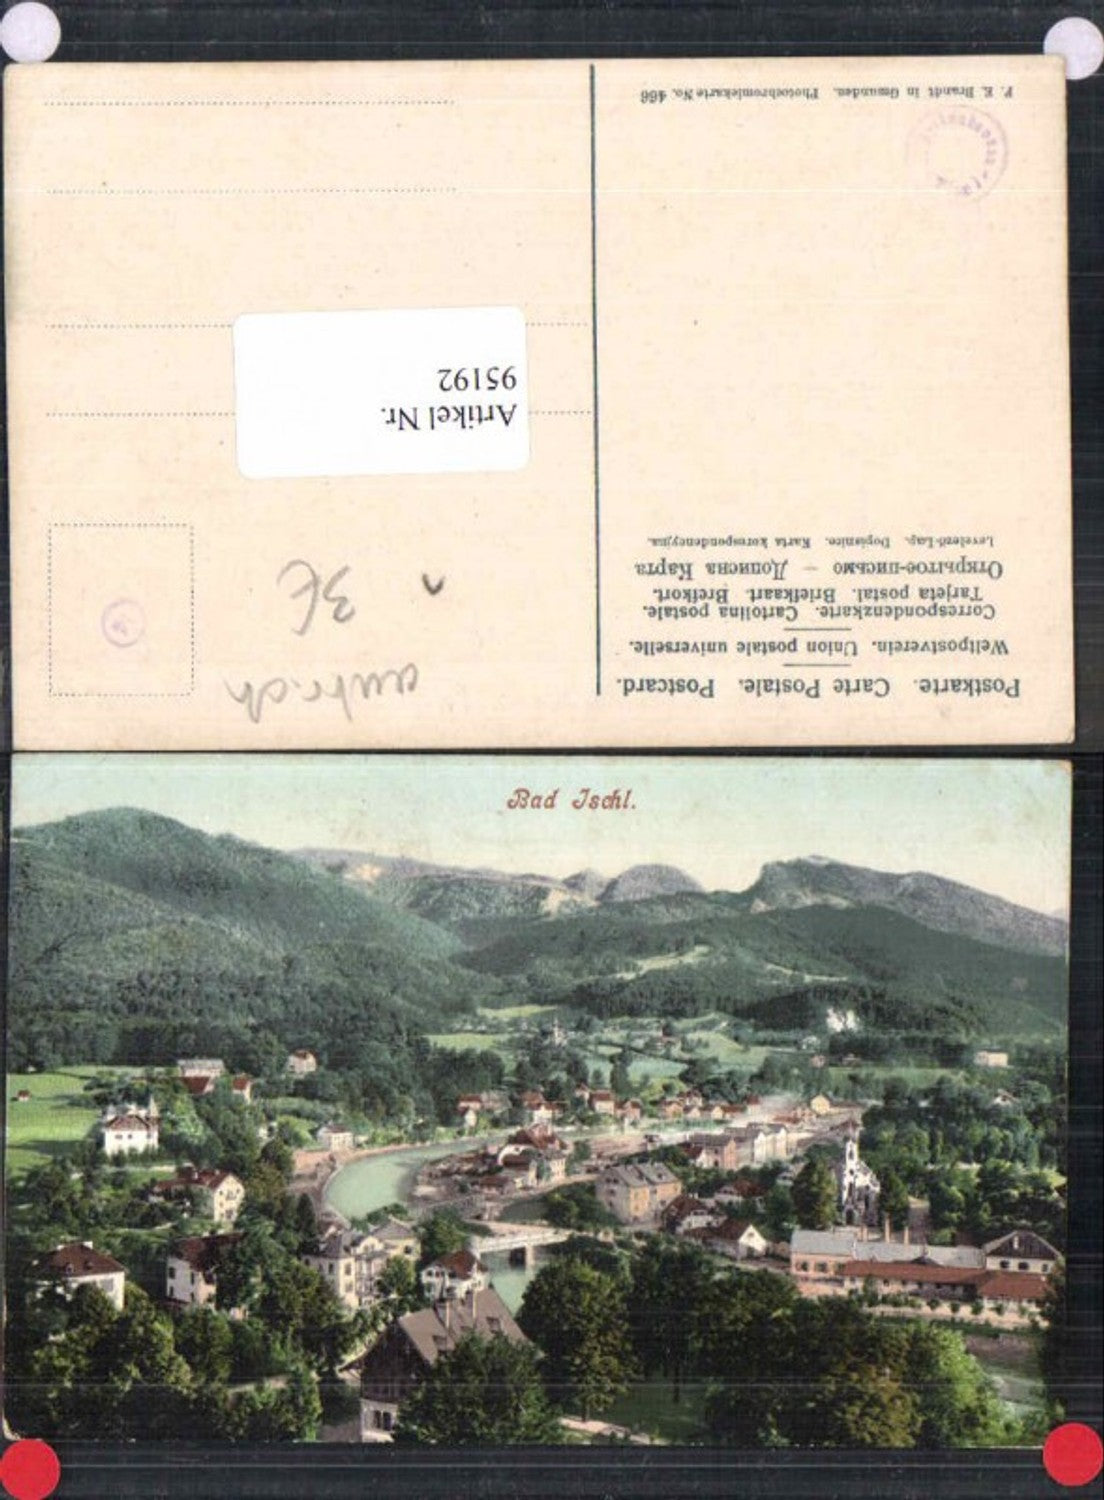 Postkarte. Carte Postale. Postcard.
Weltpostverein. Union postale universelle.
Correspondenzkarte. Cartolina postale.
Tarjeta postal. Briefkaart. Brefkort.
Открытое-письмо — Дописна Карта
Levelező-Lap. Dopisnice. Karta korespondencyjna.
F. E. Brandt in Gmunden. Photochromiekarte No. 466
3€
Artikel Nr.
95192
Bad Ischl.